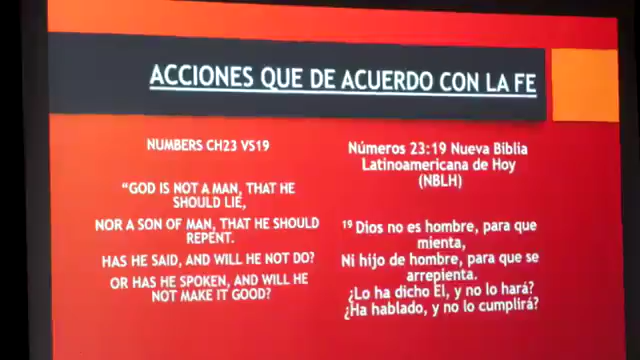 ACCIONES QUE DE ACUERDO CON LA FE
NUMBERS CH23 VS19
“GOD IS NOT A MAN, THAT HE
SHOULD LIE,
NOR A SON OF MAN, THAT HE SHOULD
REPENT.
HAS HE SAID, AND WILL HE NOT DO?
OR HAS HE SPOKEN, AND WILL HE
NOT MAKE IT GOOD?
Números 23:19 Nueva Biblia
Latinoamericana de Hoy
(NBLH)
19 Dios no es hombre, para que
mienta,
Ni hijo de hombre, para que se
arrepienta.
¿Lo ha dicho Él, y no lo hará?
¿Ha hablado, y no lo cumplirá?